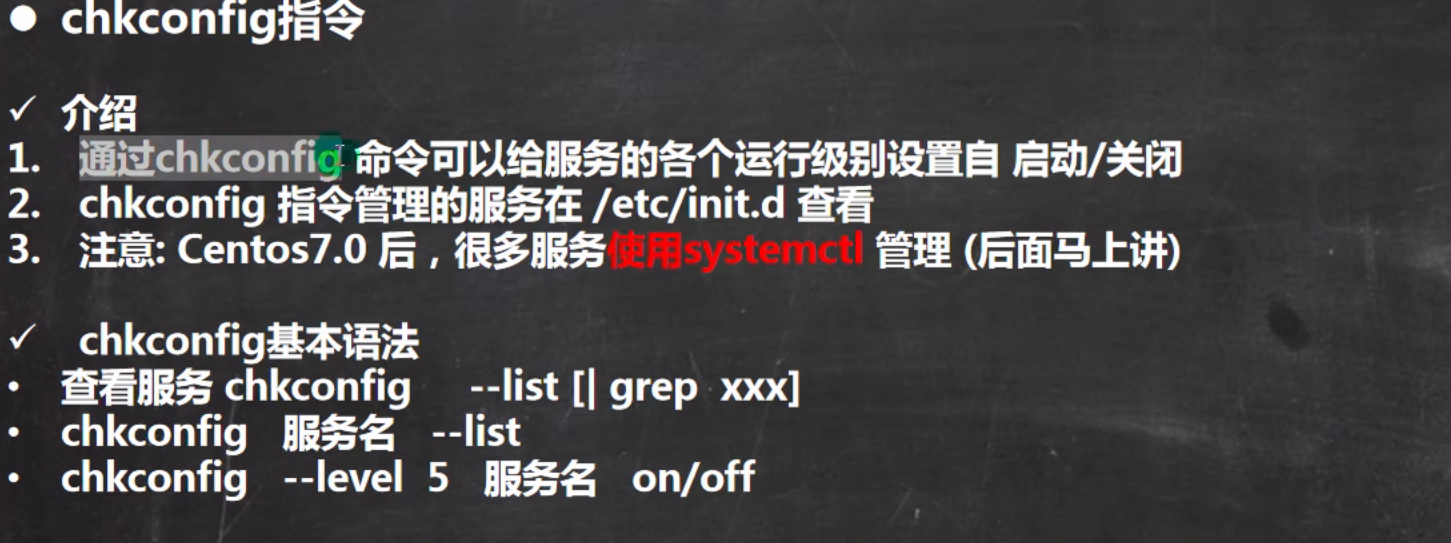 ● chkconfig指令
✓ 介绍
1. 通过chkconfig 命令可以给服务的各个运行级别设置自 启动/关闭
2. chkconfig 指令管理的服务在 /etc/init.d 查看
3. 注意: Centos7.0 后，很多服务使用systemctl 管理 (后面马上讲)
✓ chkconfig基本语法
• 查看服务 chkconfig --list [| grep xxx]
• chkconfig 服务名 --list
• chkconfig --level 5 服务名 on/off